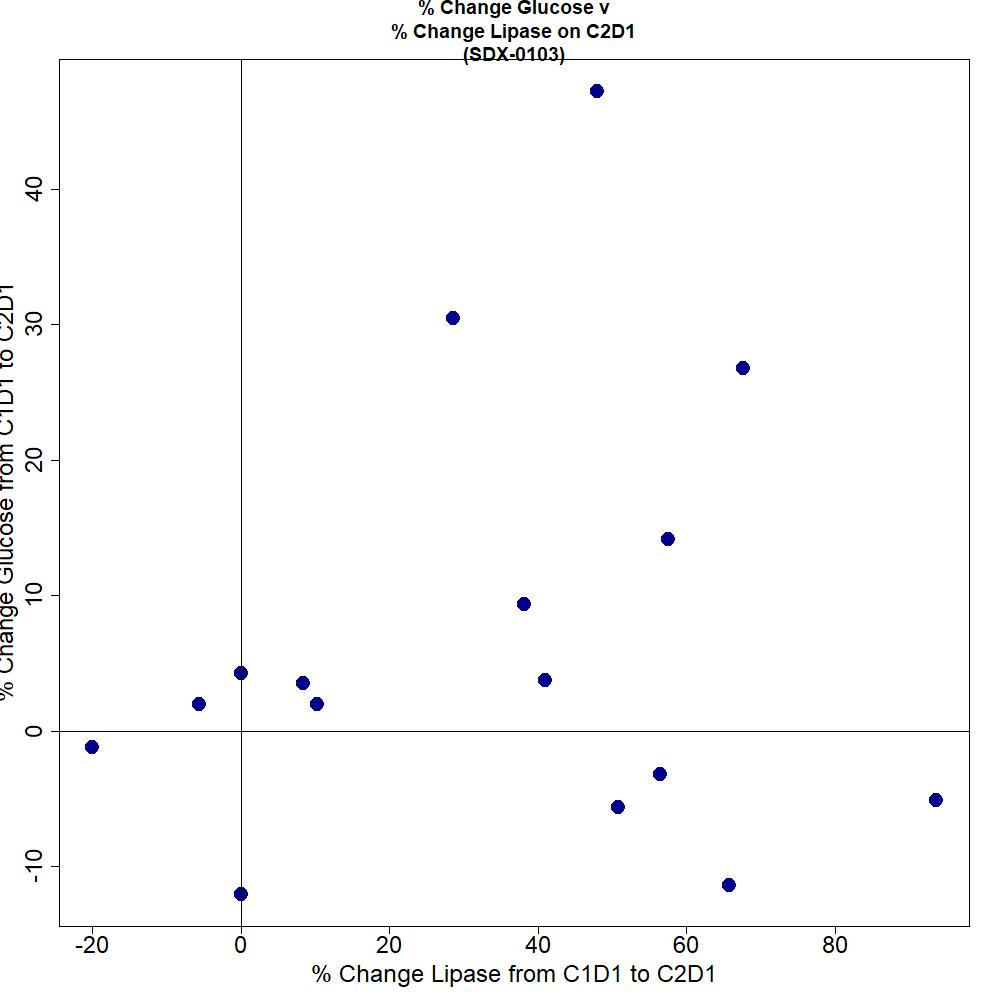 % Change Glucose v
% Change Lipase on C2D1
(SDX-0103)
% Change Glucose from C1D1 to C2D1
40
30
20
10
0
-10
-20
0
20
40
60
80
% Change Lipase from C1D1 to C2D1